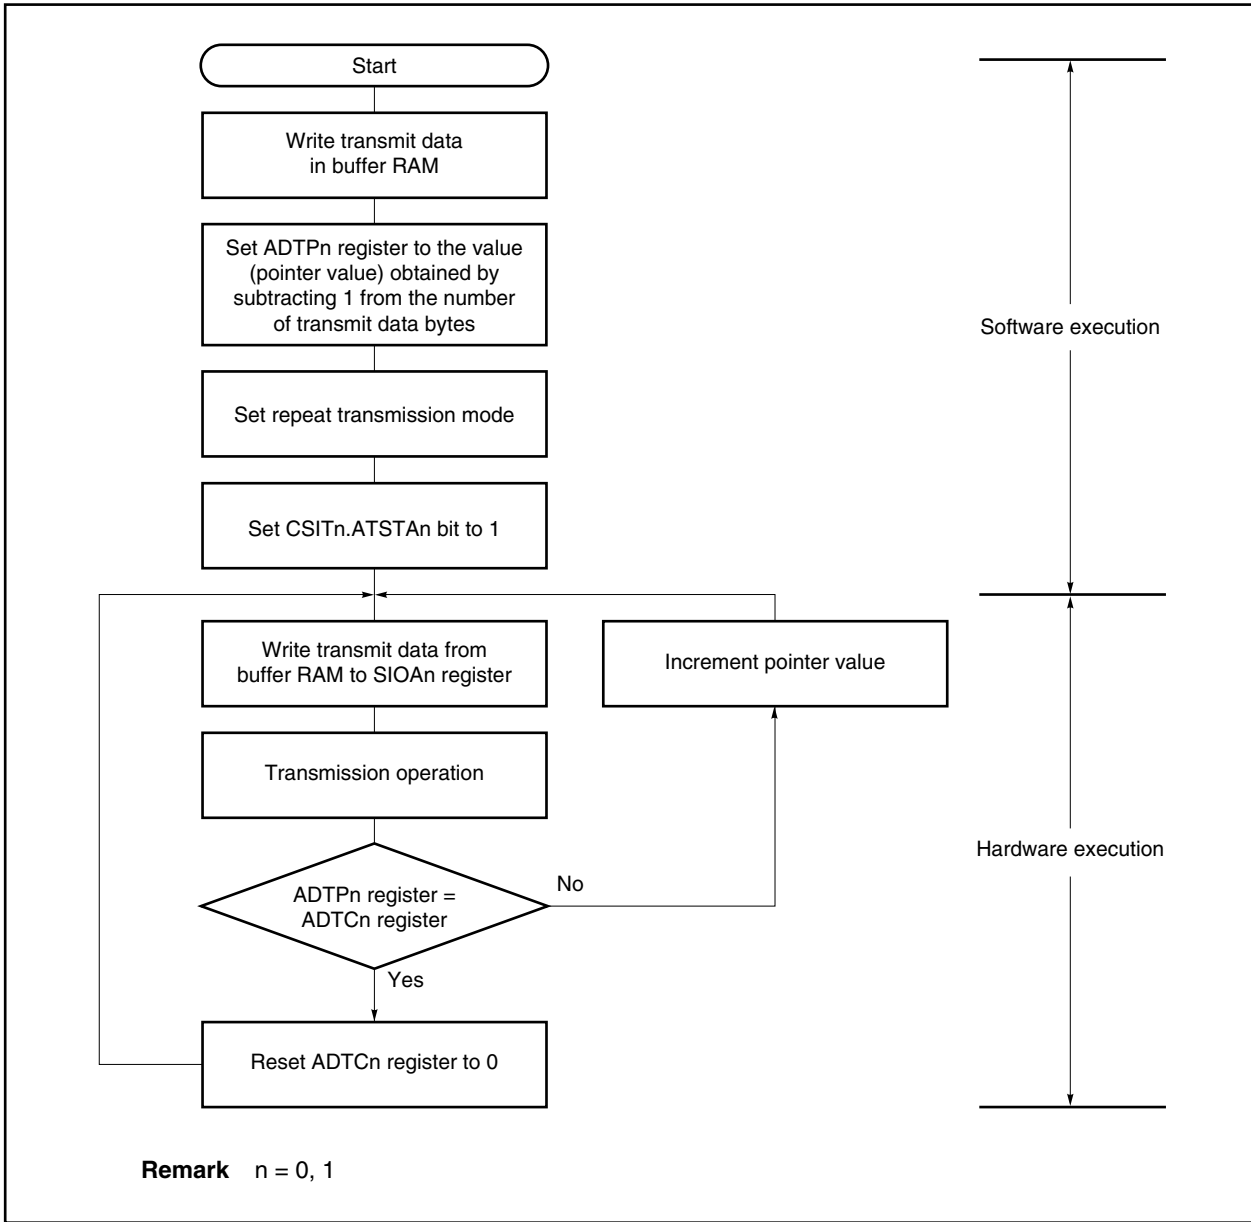 Start
Write transmit data
in buffer RAM
Set ADTPn register to the value
(pointer value) obtained by
subtracting 1 from the number
of transmit data bytes
Software execution
Set repeat transmission mode
Set CSITn.ATSTAn bit to 1
Write transmit data from
buffer RAM to SIOAn register
Increment pointer value
Transmission operation
Hardware execution
ADTPn register =
ADTCn register
No
Yes
Reset ADTCn register to 0
Remark n = 0, 1